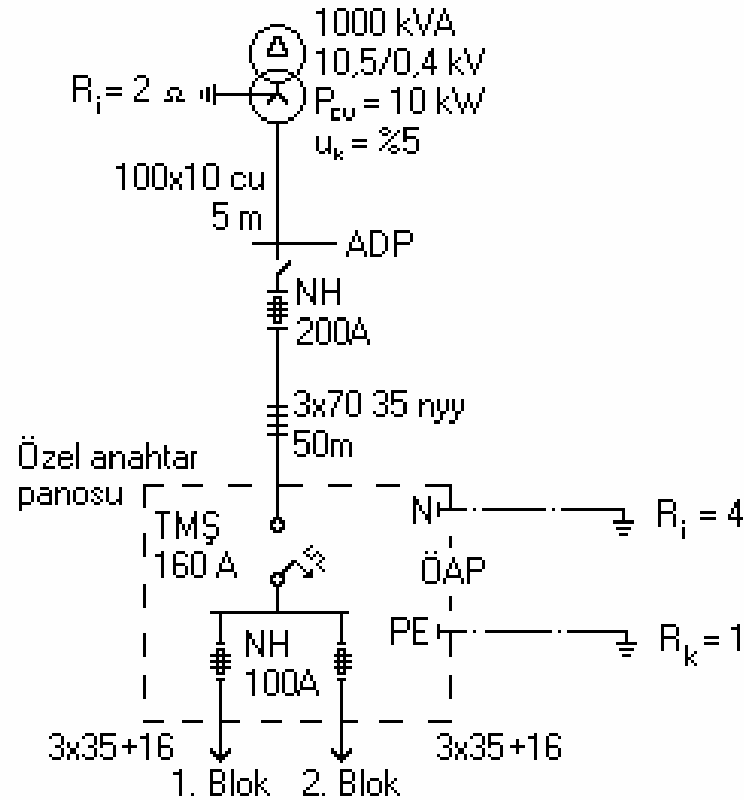 1000 kVA
10,5/0,4 kV
Ri = 2 Ω
Pcu = 10 kW
uk = %5
100x10 cu
5 m
ADP
NH
200A
3x70 35 nyy
50m
Özel anahtar
panosu
N
Ri = 4
TMŞ
160 A
ÖAP
PE
Rk = 1
NH
100A
3x35+16
3x35+16
1. Blok
2. Blok